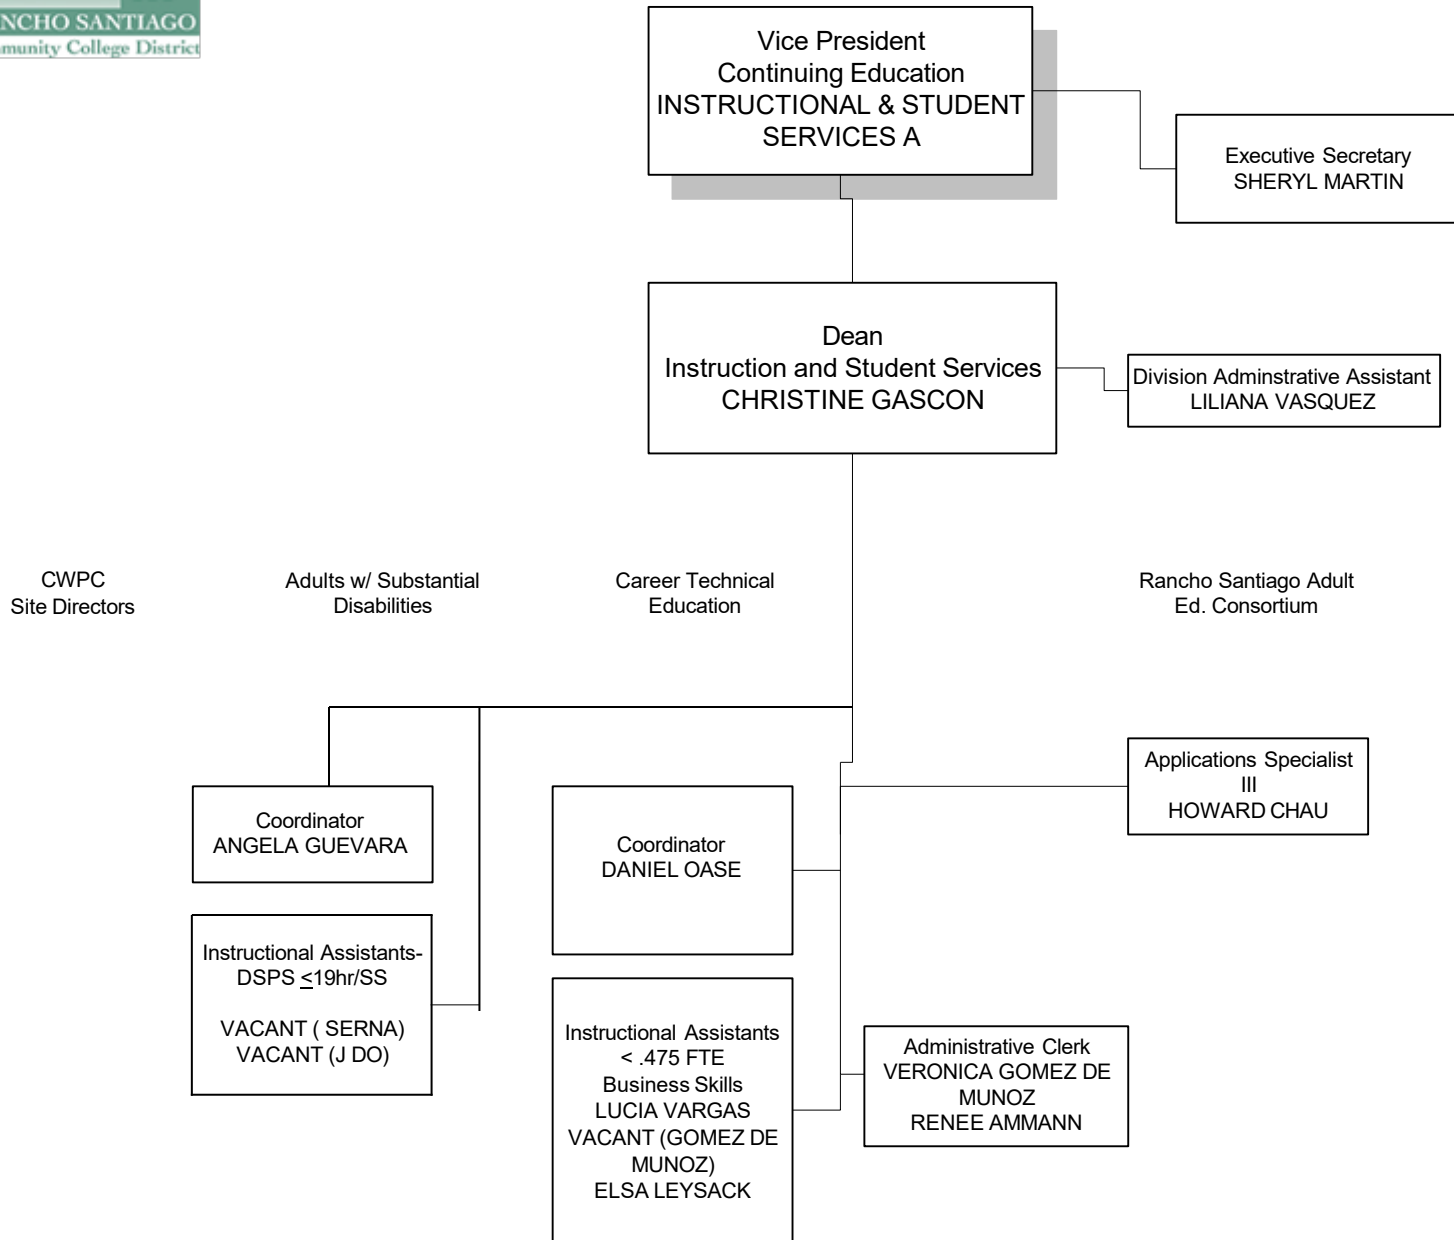 NCHO SANTIAGO
mmunity College District
Vice President
Continuing Education
INSTRUCTIONAL & STUDENT
SERVICES A
Executive Secretary
SHERYL MARTIN
Dean
Instruction and Student Services
CHRISTINE GASCON
Division Adminstrative Assistant
LILIANA VASQUEZ
CWPC
Site Directors
Adults w/ Substantial
Disabilities
Career Technical
Education
Rancho Santiago Adult
Ed. Consortium
Applications Specialist
III
HOWARD CHAU
Coordinator
ANGELA GUEVARA
Coordinator
DANIEL OASE
Instructional Assistants-
DSPS <19hr/SS
VACANT ( SERNA)
VACANT (J DO)
Instructional Assistants
< .475 FTE
Business Skills
LUCIA VARGAS
VACANT (GOMEZ DE
MUNOZ)
ELSA LEYSACK
Administrative Clerk
VERONICA GOMEZ DE
MUNOZ
RENEE AMMANN